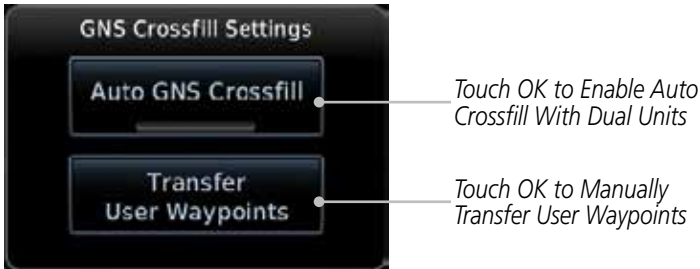 GNS Crossfill Settings
Auto GNS Crossfill
Touch OK to Enable Auto
Crossfill With Dual Units
Transfer
User Waypoints
Touch OK to Manually
Transfer User Waypoints